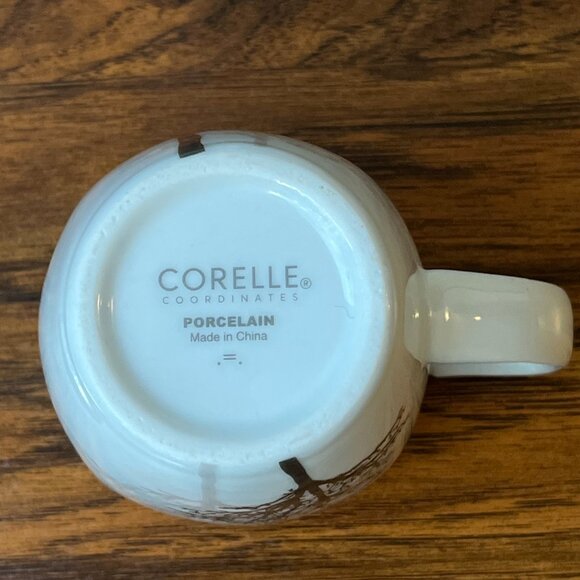 CORELLE®
COORDINATES
PORCELAIN
Made in China
.=.